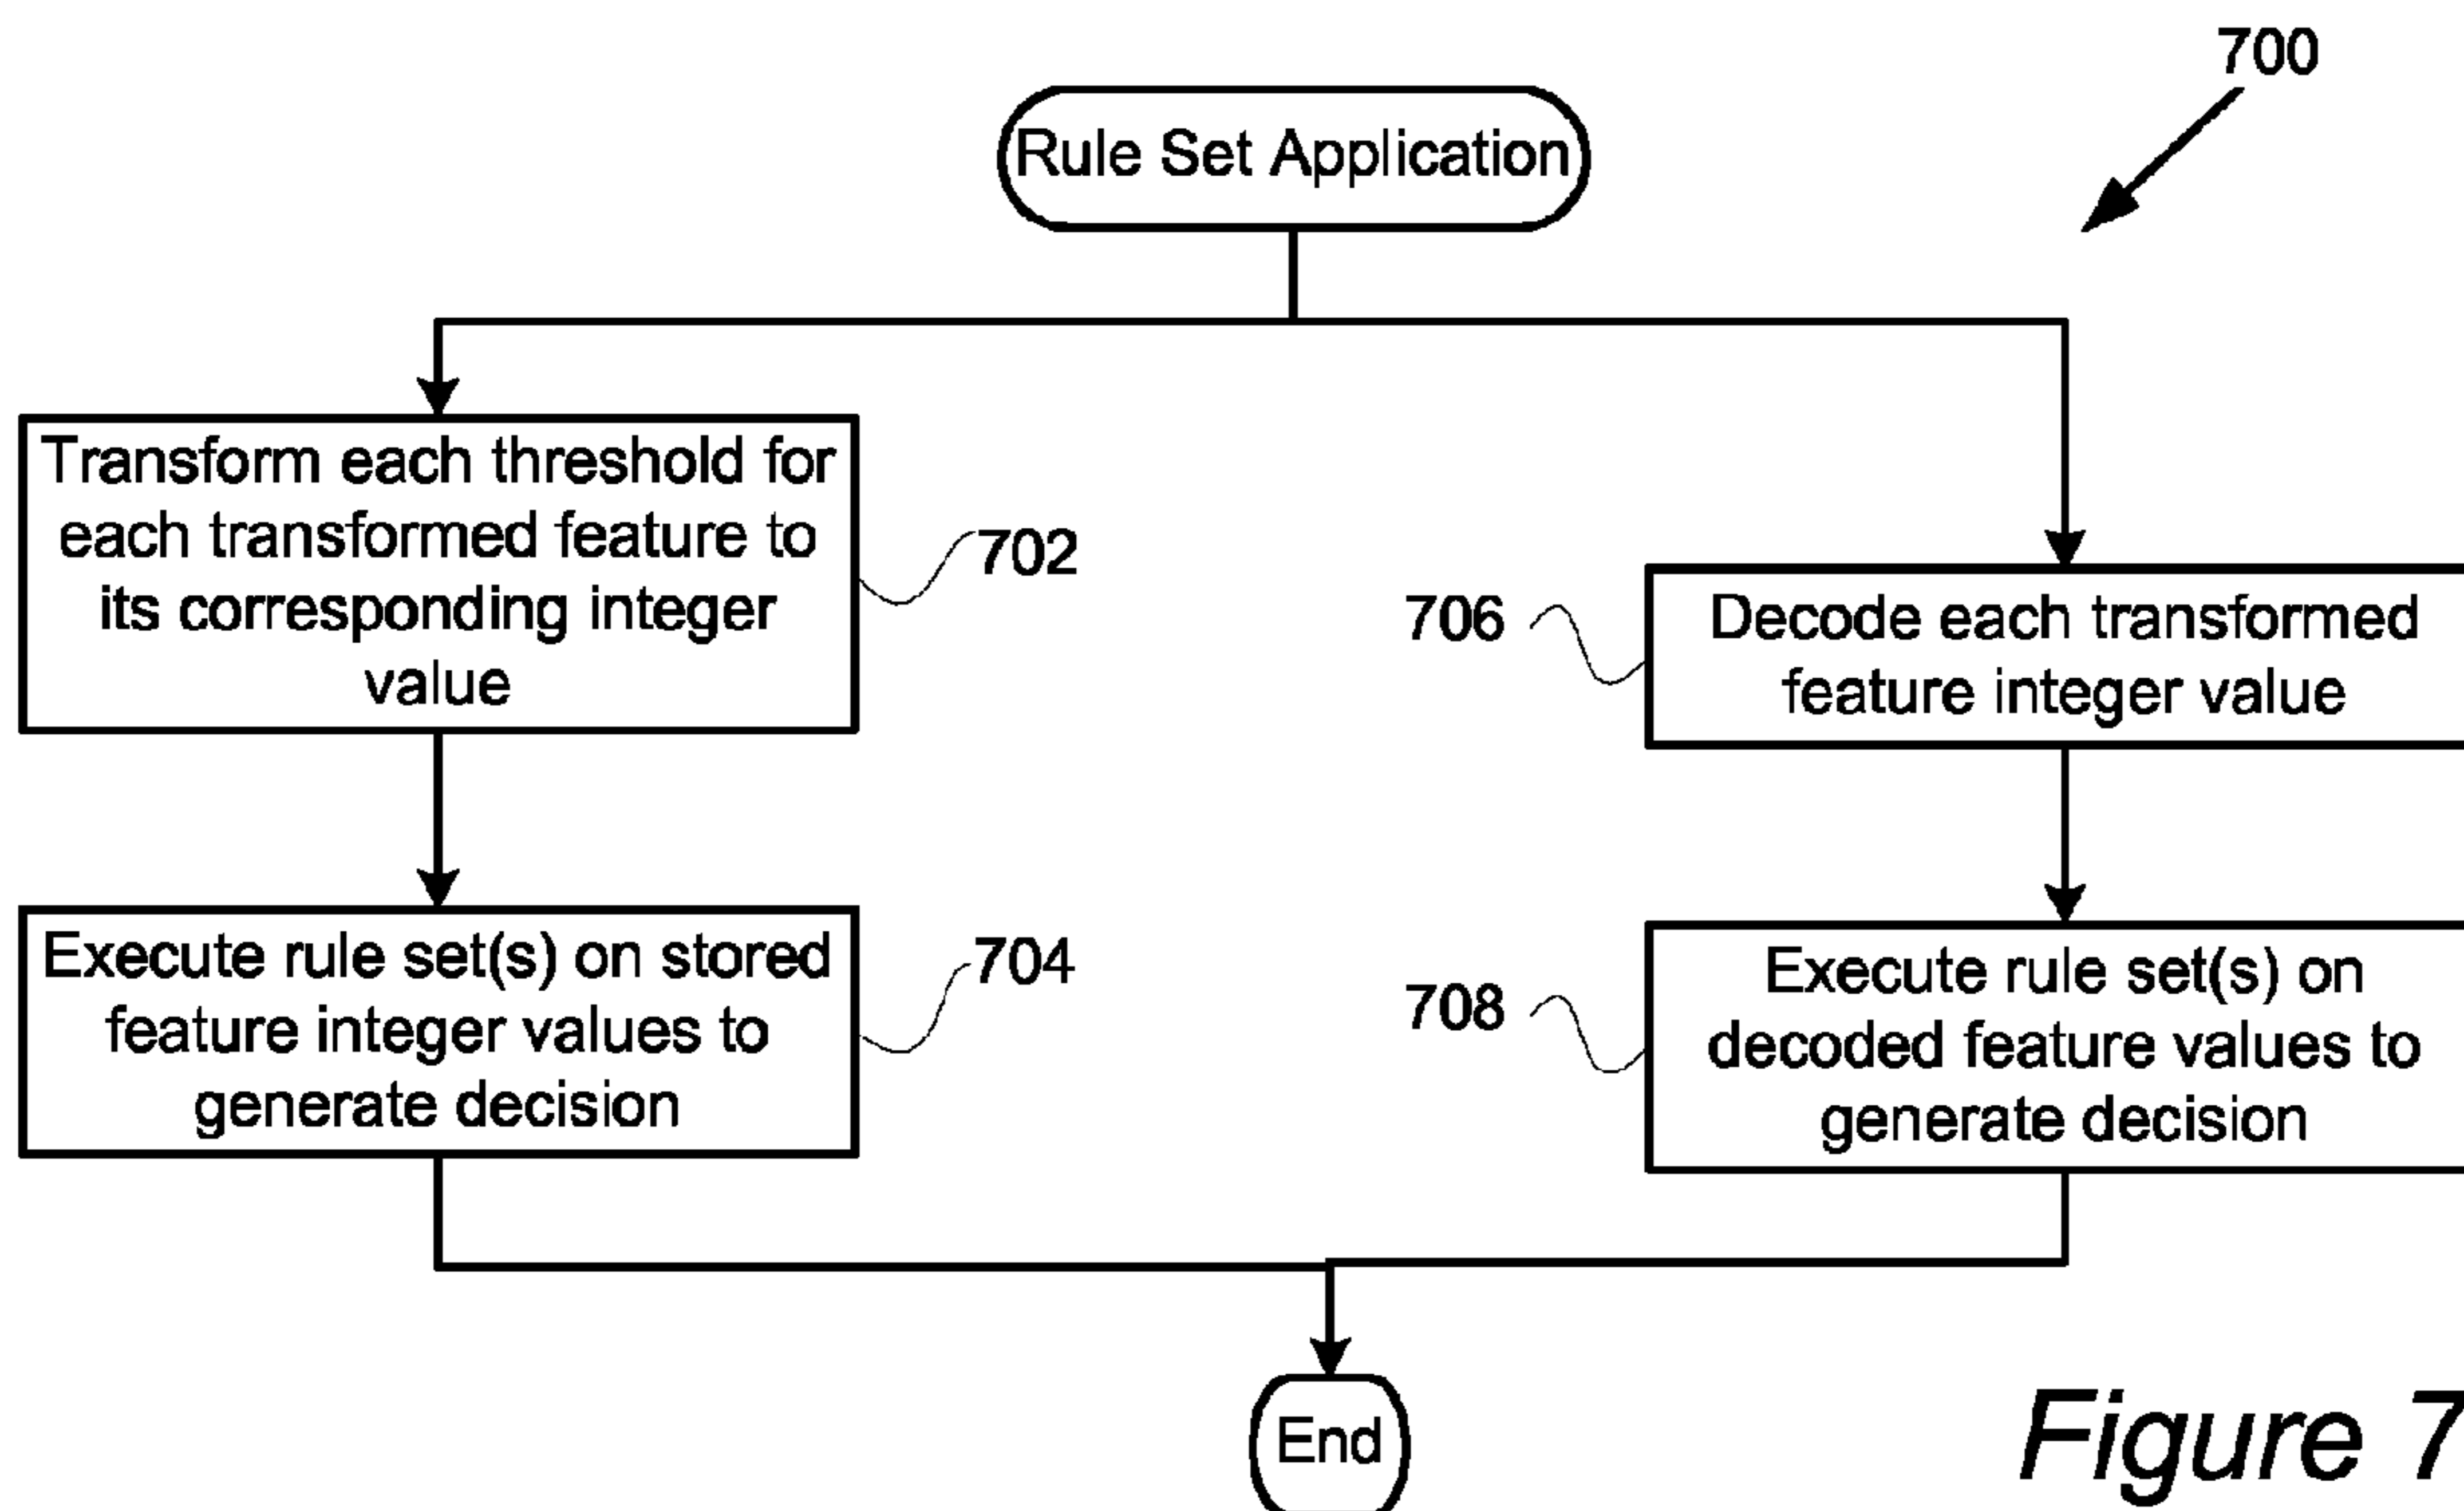 700
Rule Set Application
Transform each threshold for
each transformed feature to
its corresponding integer
value
702
706
Decode each transformed
feature integer value
Execute rule set(s) on stored
feature integer values to
generate decision
704
708
Execute rule set(s) on
decoded feature values to
generate decision
End
Figure 7